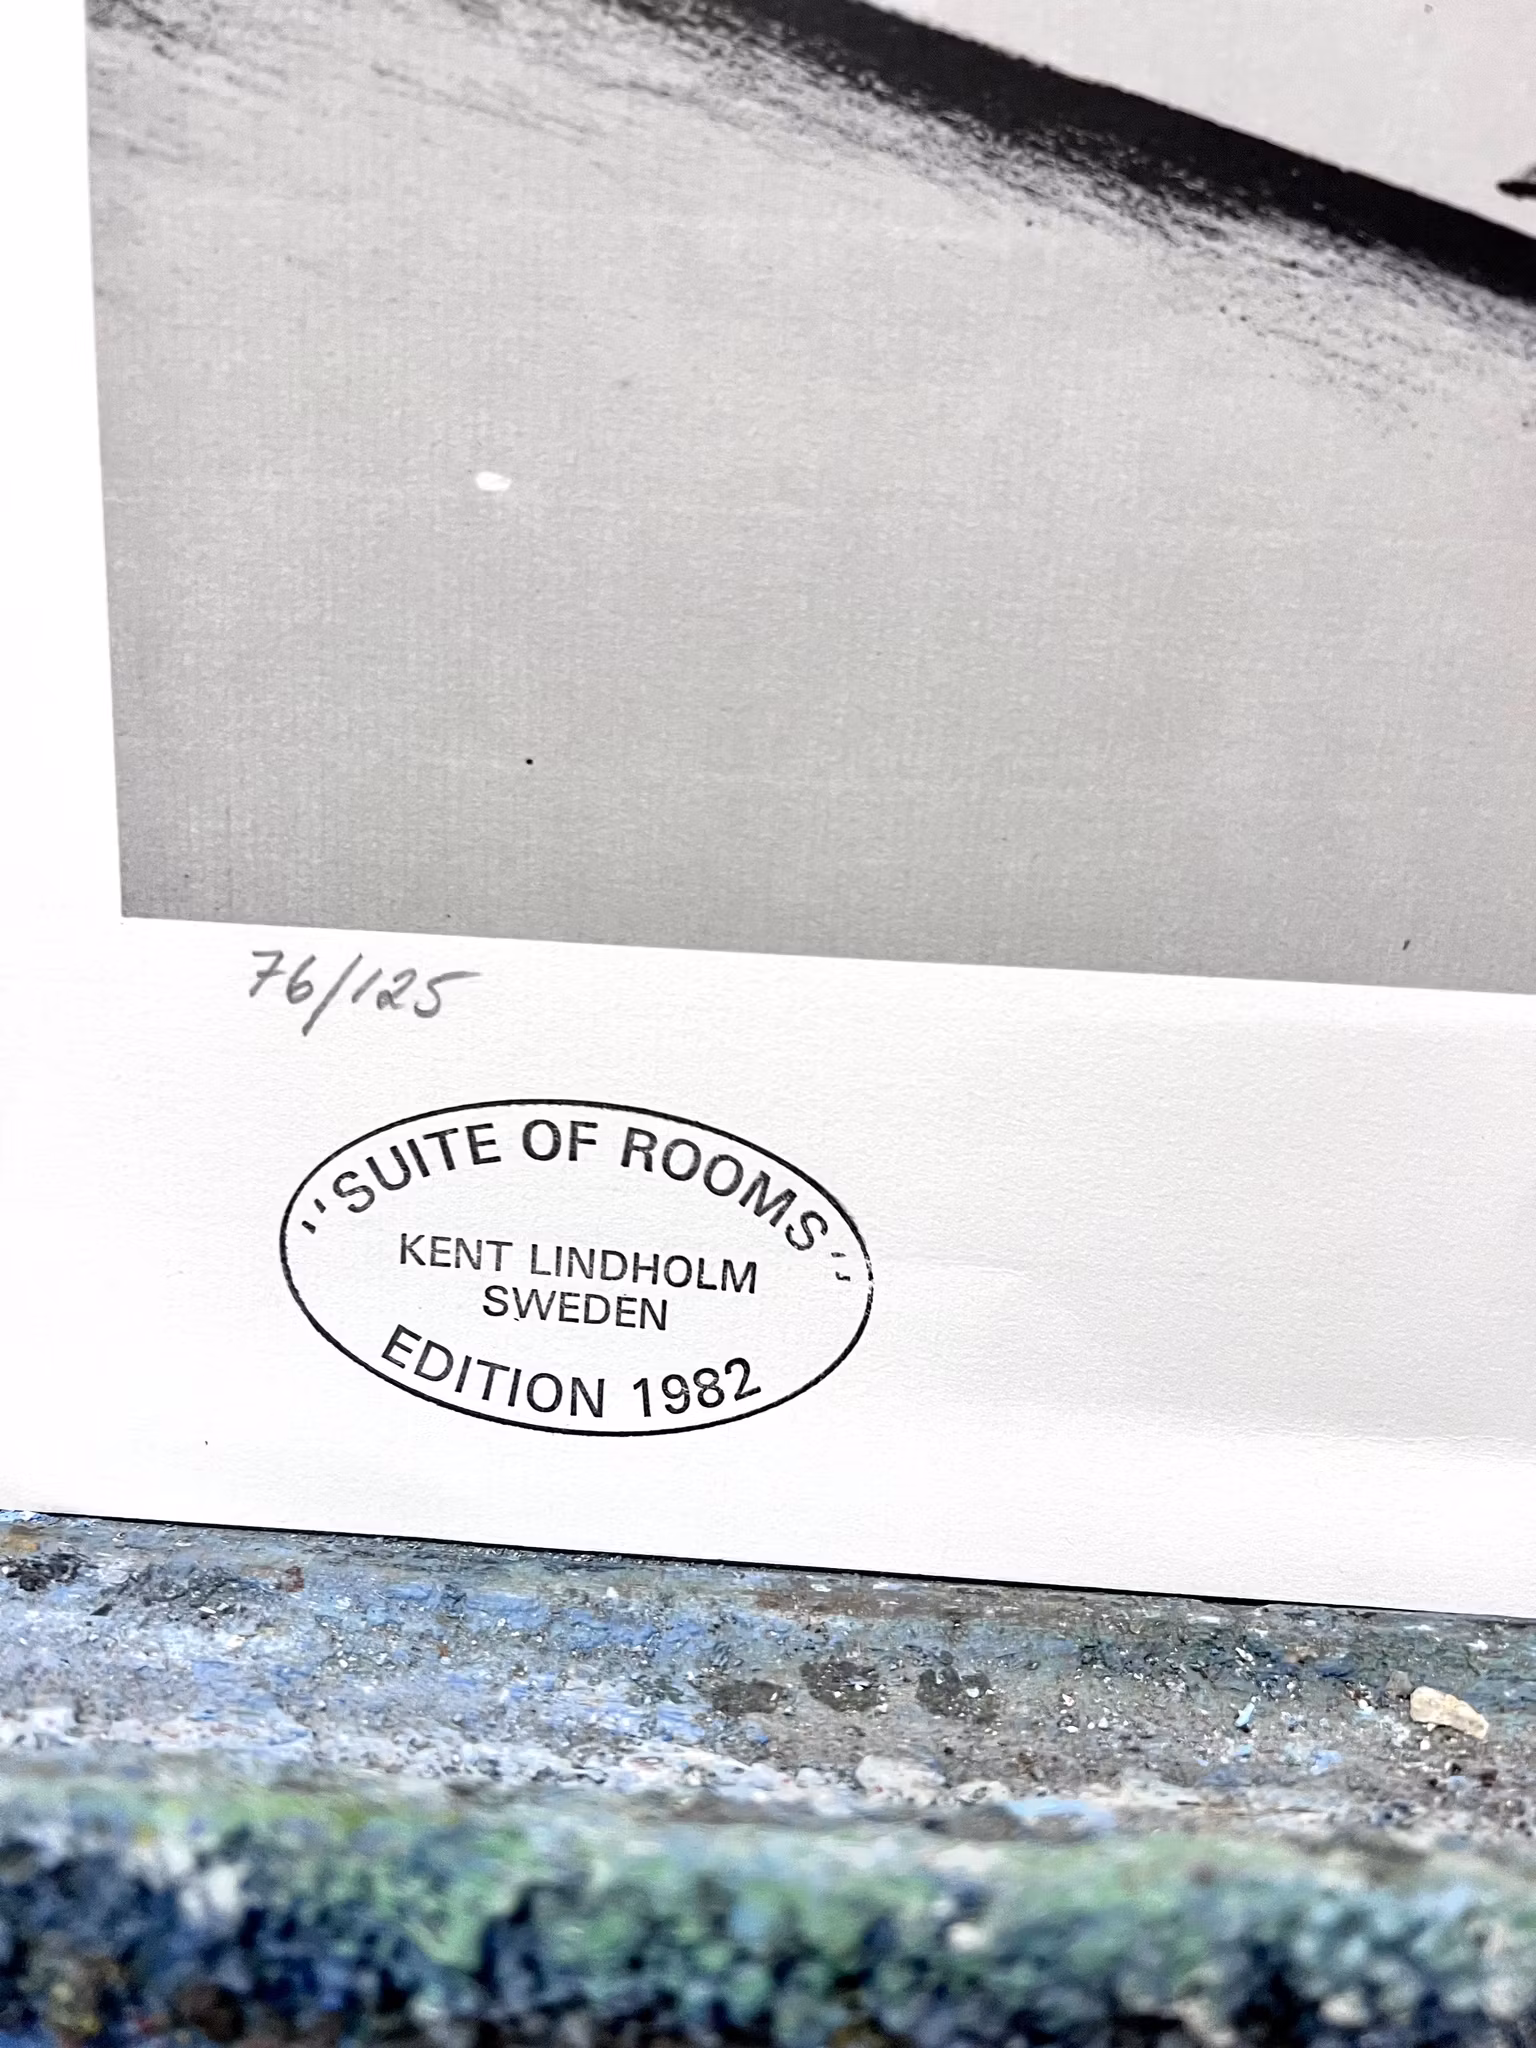 76/125
"SUITE OF ROOMS"
KENT LINDHOLM
SWEDEN
EDITION 1982